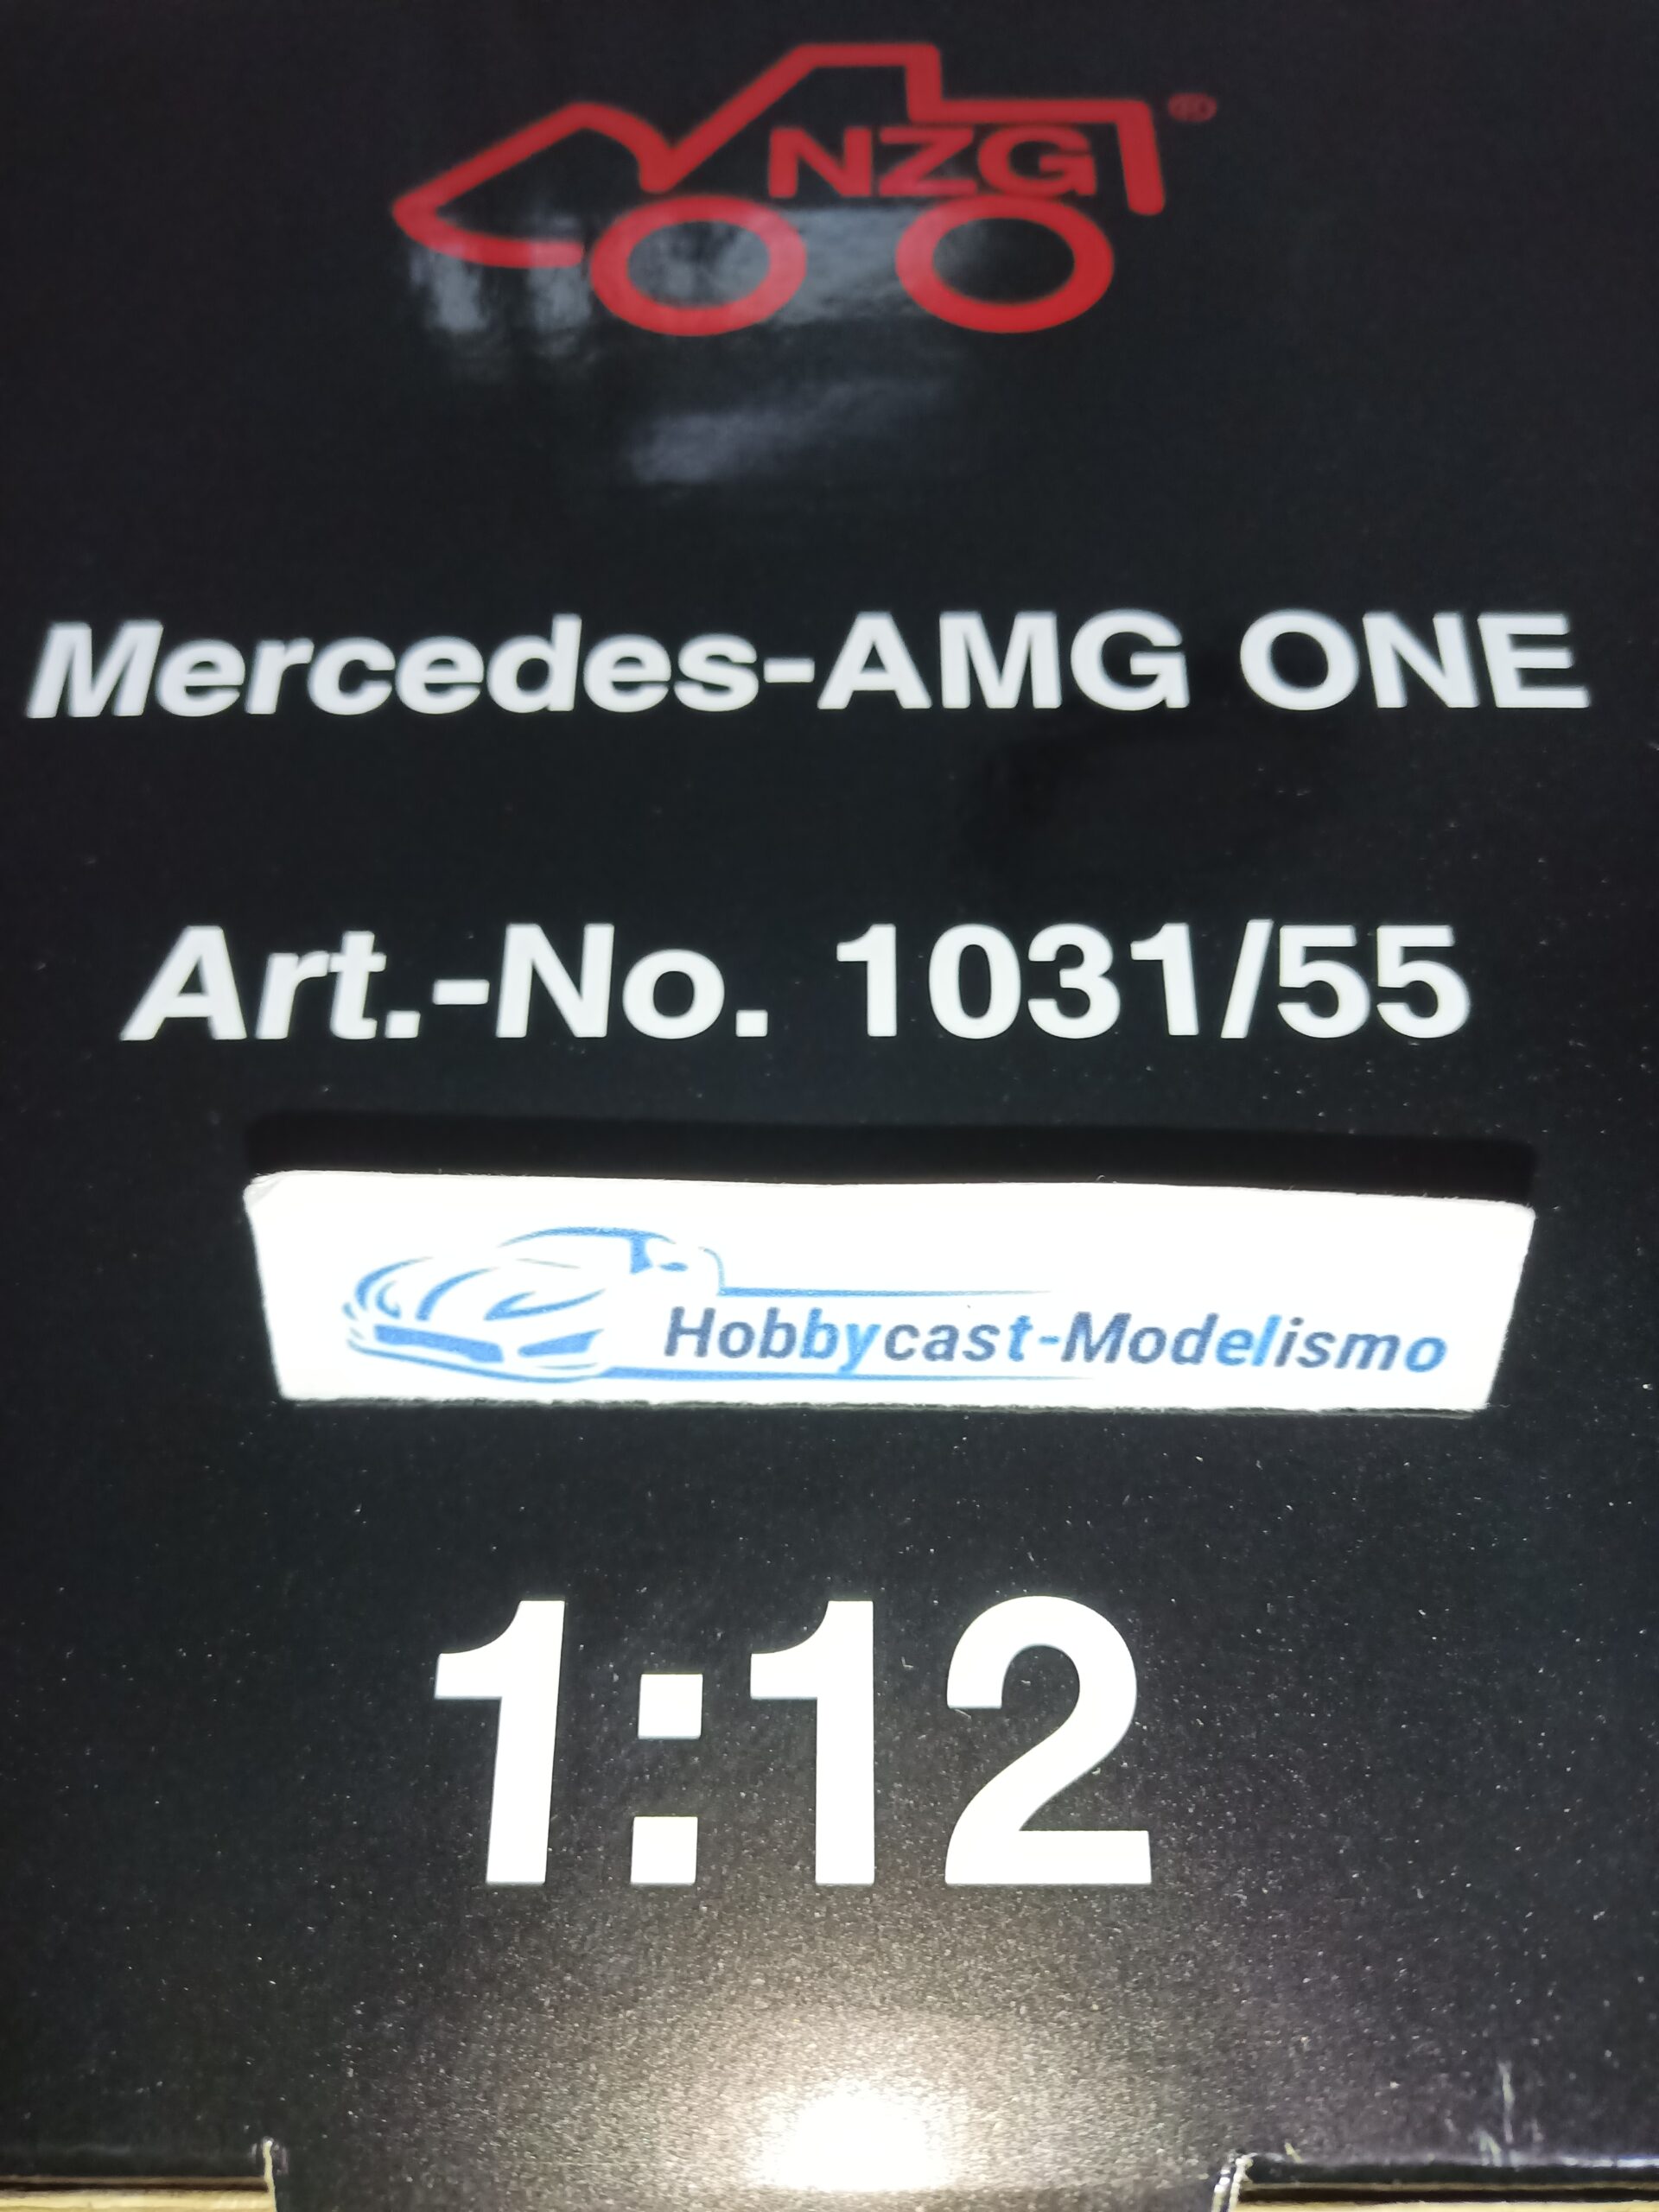 NZG
Mercedes-AMG ONE
Art.-No. 1031/55
Hobbycast-Modelismo
1:12